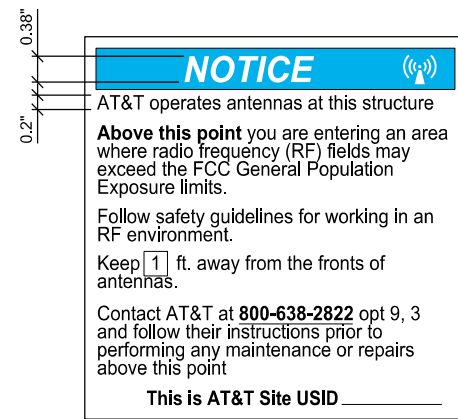 0.38"
0.2"
NOTICE
AT&T operates antennas at this structure
Above this point you are entering an area
where radio frequency (RF) fields may
exceed the FCC General Population
Exposure limits.
Follow safety guidelines for working in an
RF environment.
Keep 1 ft. away from the fronts of
antennas.
Contact AT&T at 800-638-2822 opt 9, 3
and follow their instructions prior to
performing any maintenance or repairs
above this point
This is AT&T Site USID